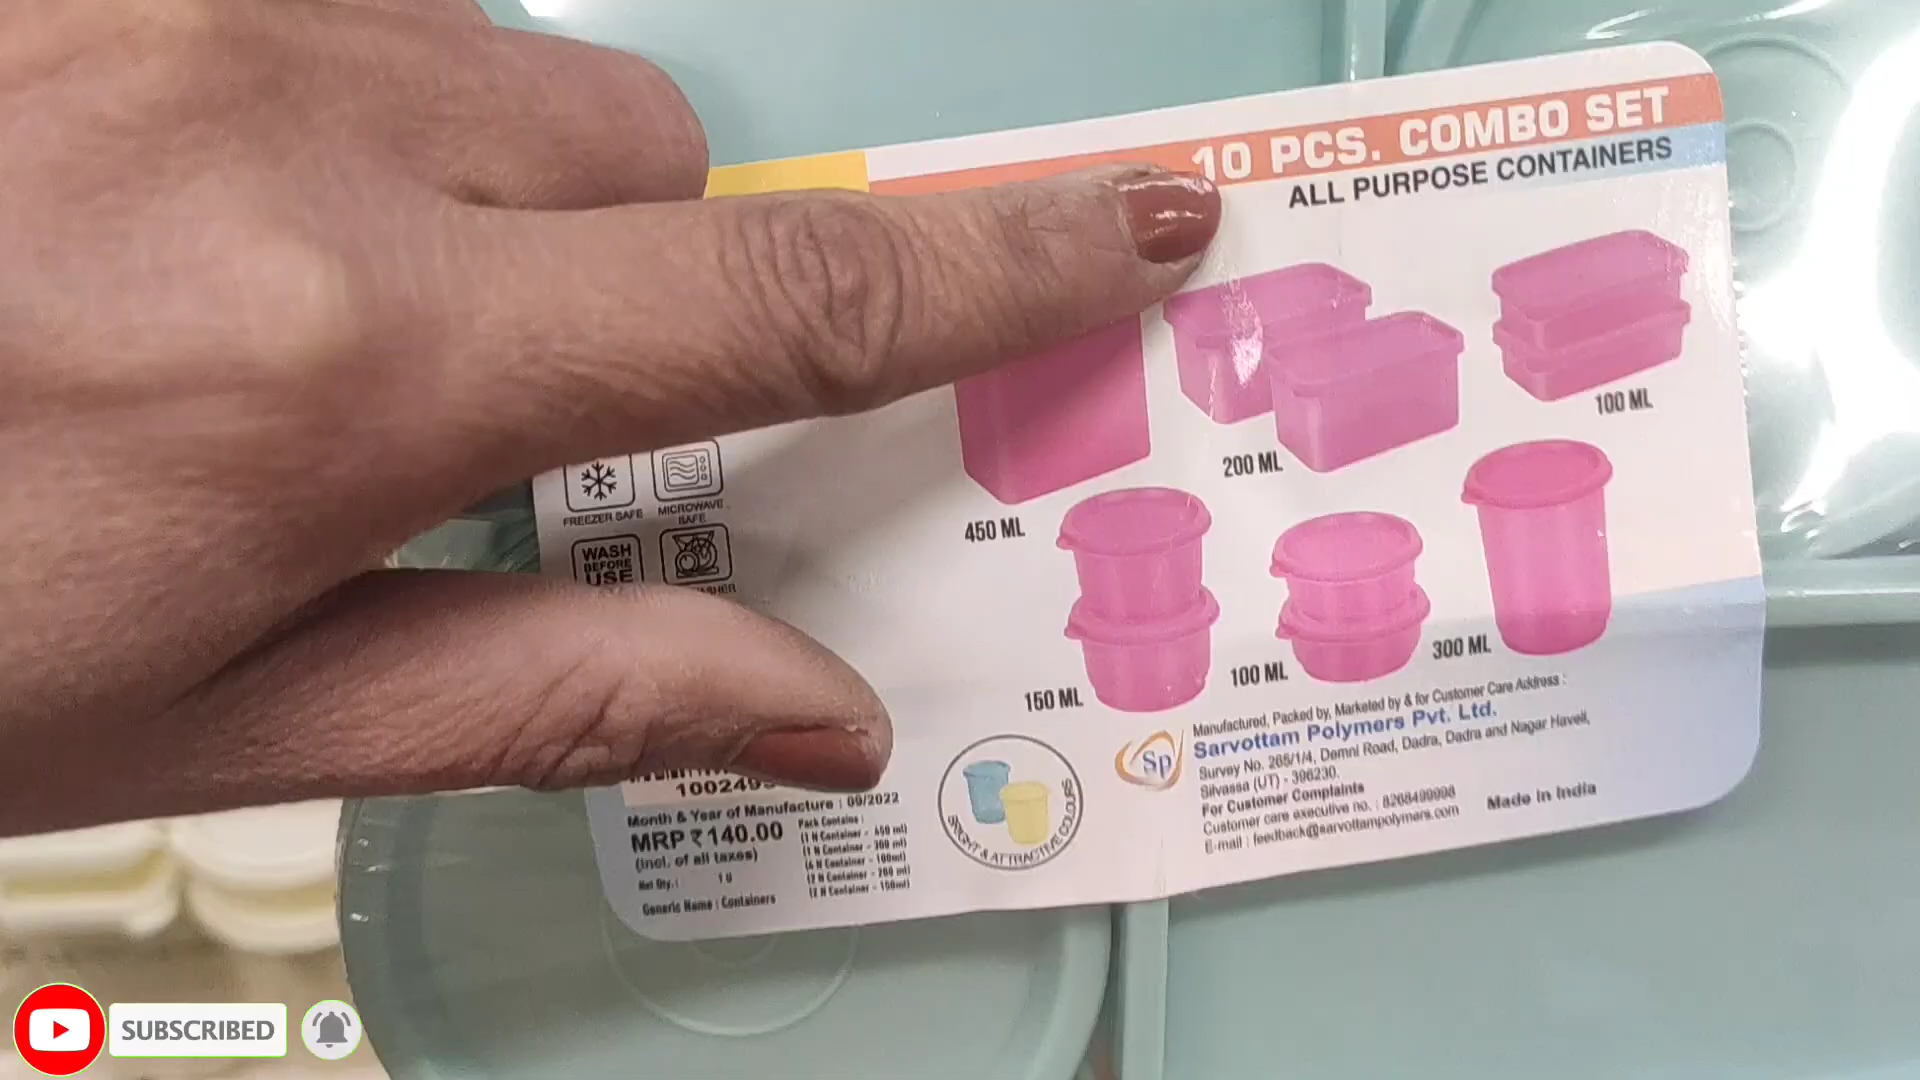 10 PCS. COMBO SET
ALL PURPOSE CONTAINERS
100 ML
200 ML
450 ML
FREEZER SAFE
MICROWAVE SAFE
WASH
BEFORE
USE
150 ML
100 ML
300 ML
Manufactured, Packed by, Marketed by & for Customer Care Address :
Sp
Sarvottam Polymers Pvt. Ltd.
Survey No. 265/1/4, Demni Road, Dadra, Dadra and Nagar Haveli,
Silvassa (UT) - 396230.
For Customer Complaints
Customer care executive no. : 8268499998
E-mail : feedback@sarvottampolymers.com
Made in India
BRIGHT & ATTRACTIVE COLOURS
100249
Month & Year of Manufacture : 09/2022
MRP ₹ 140.00
(incl. of all taxes)
Net Qty. :
Generic Name : Containers
Pack Contains :
(1 N Container - 450 ml)
(1 N Container - 300 ml)
(4 N Container - 100ml)
(2 N Container - 200 ml)
(2 N Container - 150ml)
SUBSCRIBED